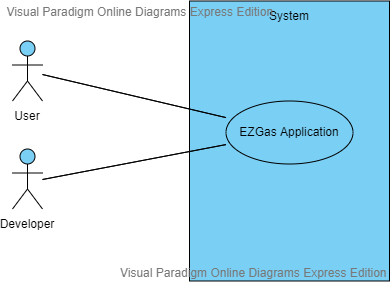 Visual Paradigm Online Diagrams Express Edition
System
User
EZGas Application
Developer
Visual Paradigm Online Diagrams Express Edition